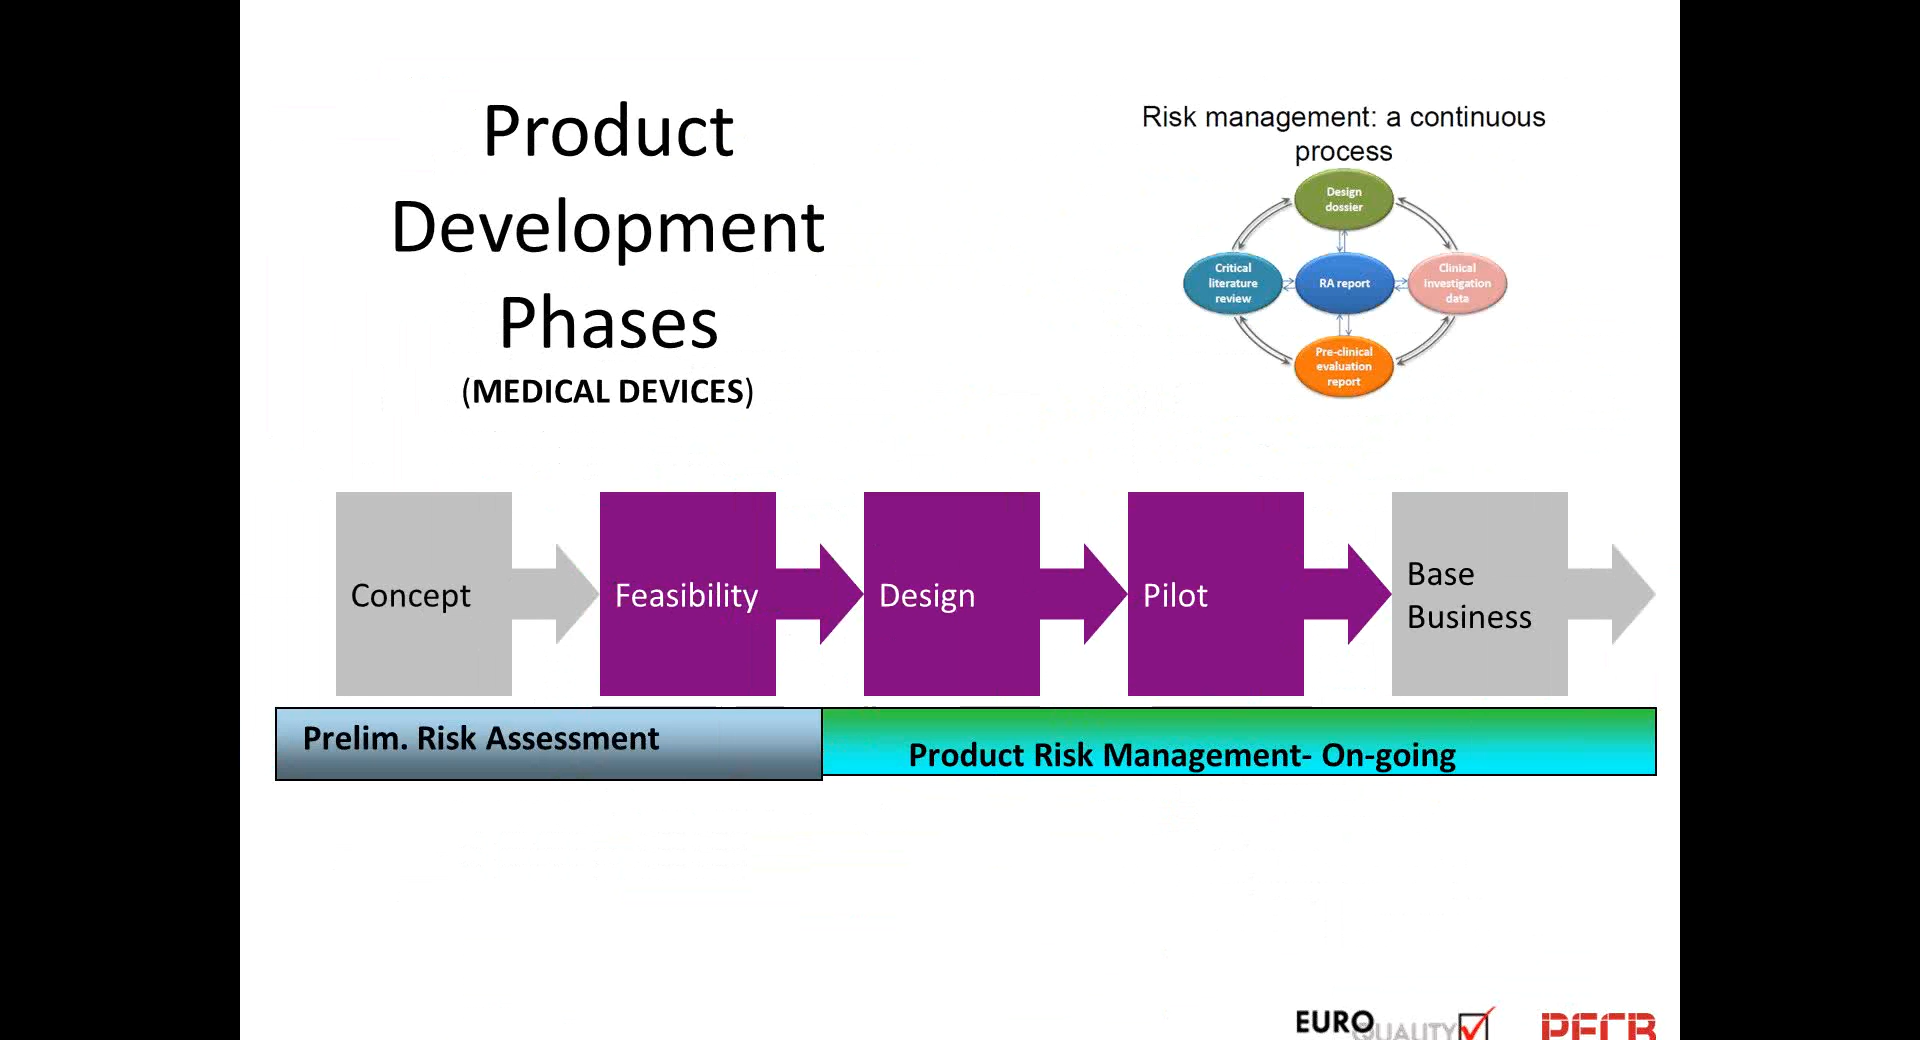 Product
Development
Phases
(MEDICAL DEVICES)
Risk management: a continuous
process
Design
dossier
Critical
literature
review
RA report
Clinical
Investigation
data
Pre-clinical
evaluation
report
Concept
Feasibility
Design
Pilot
Base
Business
Prelim. Risk Assessment
Product Risk Management- On-going
EURO
QUALITY
PECB